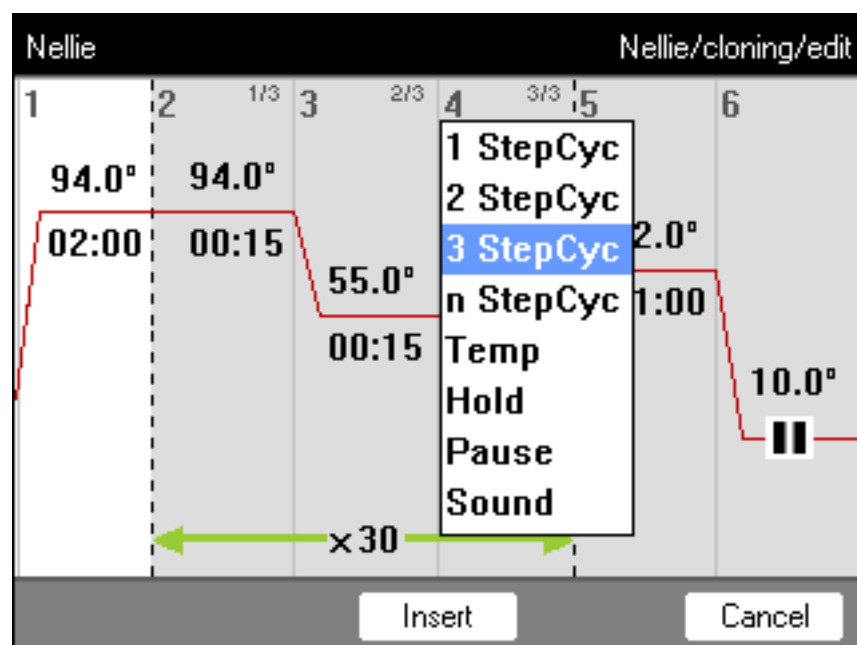 Nellie
Nellie/cloning/edit
1
2
1/3
3
2/3
4
3/3
5
6
94.0°
02:00
94.0°
00:15
55.0°
00:15
1 StepCyc
2 StepCyc
3 StepCyc
n StepCyc
Temp
Hold
Pause
Sound
2.0°
1:00
10.0°
×30
Insert
Cancel